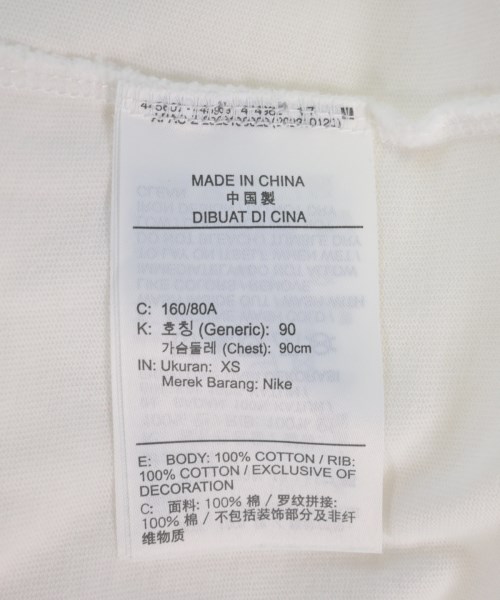 MADE IN CHINA
中国製
DIBUAT DI CINA
C: 160/80A
K: 호칭 (Generic): 90
가슴둘레 (Chest): 90cm
IN: Ukuran: XS
Merek Barang: Nike
E: BODY: 100% COTTON / RIB:
100% COTTON / EXCLUSIVE OF
DECORATION
C: 面料: 100% 棉 / 罗纹拼接:
100% 棉 / 不包括装饰部分及非纤
维物质